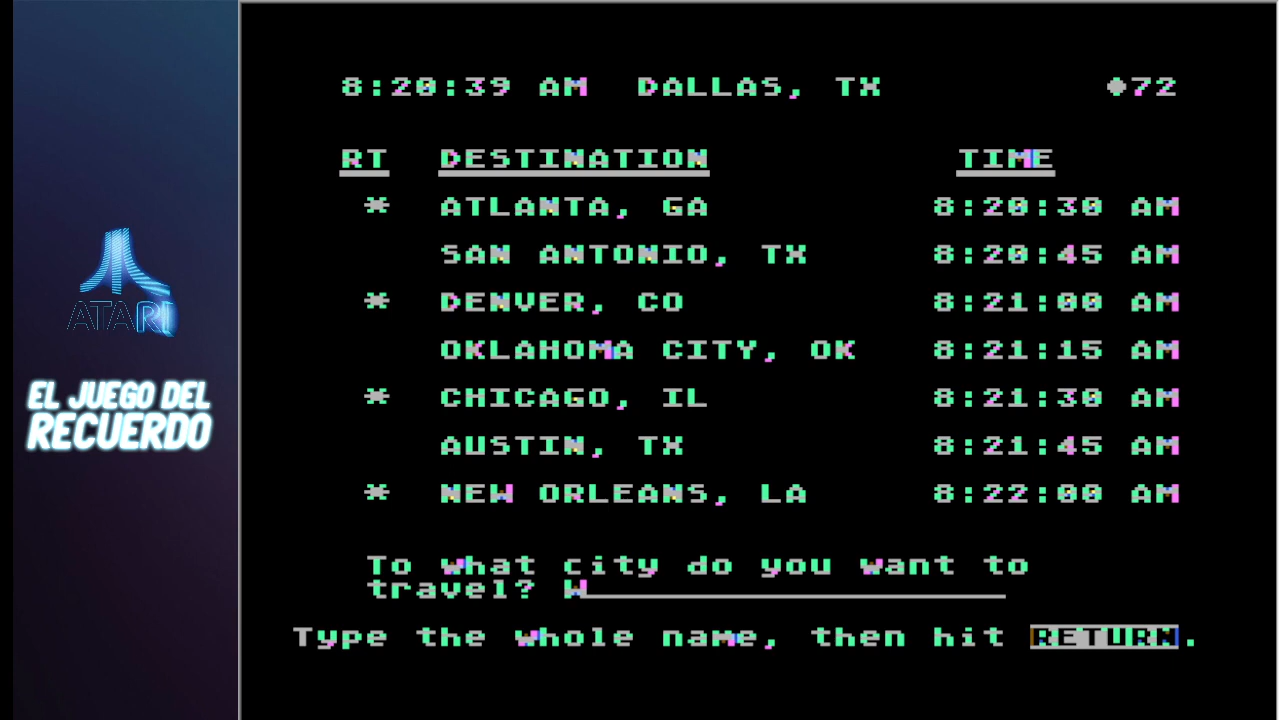 8:20:39 AM DALLAS, TX ◆72
RT DESTINATION TIME
* ATLANTA, GA 8:20:30 AM
SAN ANTONIO, TX 8:20:45 AM
* DENVER, CO 8:21:00 AM
OKLAHOMA CITY, OK 8:21:15 AM
* CHICAGO, IL 8:21:30 AM
AUSTIN, TX 8:21:45 AM
* NEW ORLEANS, LA 8:22:00 AM
To what city do you want to
travel? W
Type the whole name, then hit RETURN.
ATARI
EL JUEGO DEL
RECUERDO